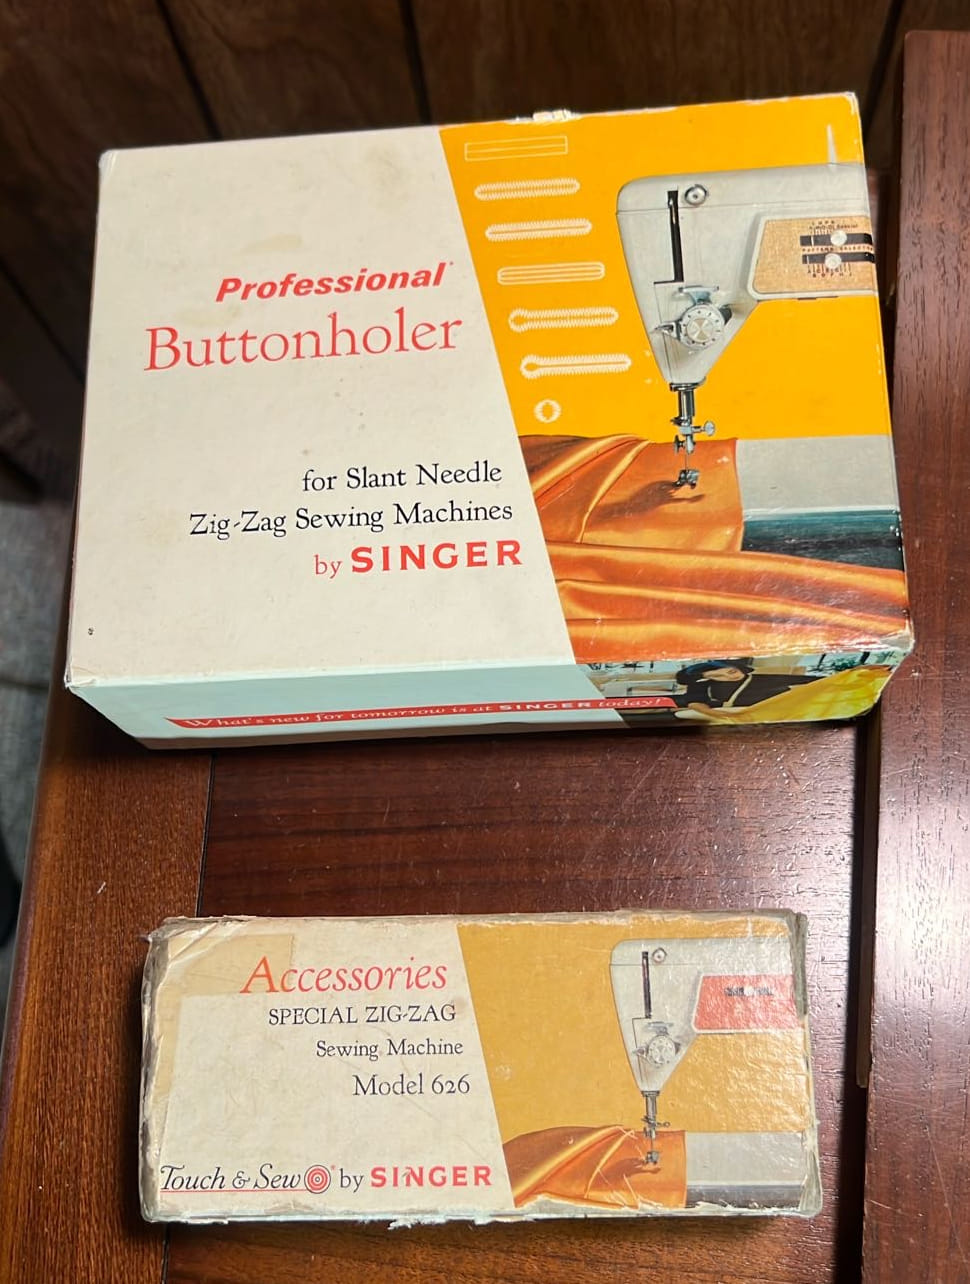 Professional
Buttonholer
for Slant Needle
Zig-Zag Sewing Machines
by SINGER
What's new for tomorrow is at SINGER today!
Accessories
SPECIAL ZIG-ZAG
Sewing Machine
Model 626
Touch & Sew by SINGER